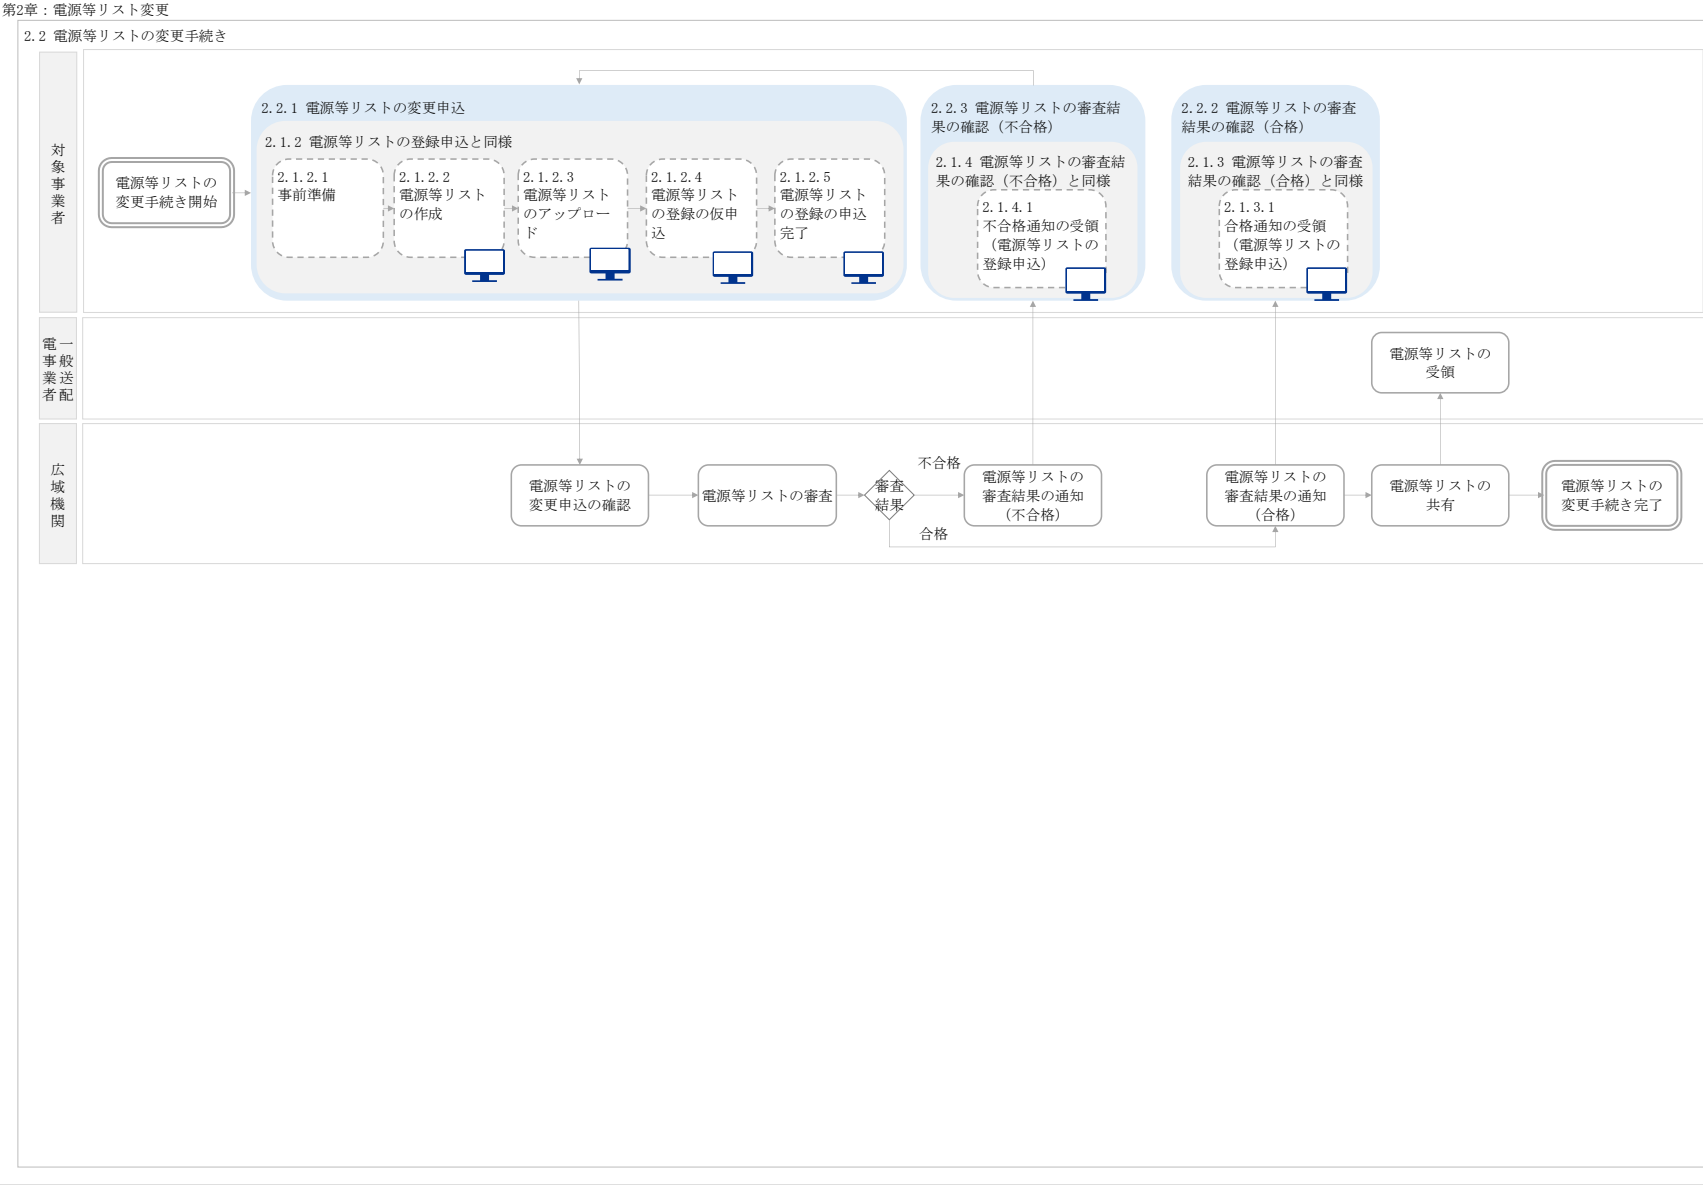 第2章：電源等リスト変更
2.2 電源等リストの変更手続き
対象事業者
電源等リストの
変更手続き開始
2.2.1 電源等リストの変更申込
2.1.2 電源等リストの登録申込と同様
2.1.2.1
事前準備
2.1.2.2
電源等リスト
の作成
2.1.2.3
電源等リスト
のアップロー
ド
2.1.2.4
電源等リスト
の登録の仮申
込
2.1.2.5
電源等リスト
の登録の申込
完了
2.2.3 電源等リストの審査結
果の確認（不合格）
2.1.4 電源等リストの審査結
果の確認（不合格）と同様
2.1.4.1
不合格通知の受領
（電源等リストの
登録申込）
2.2.2 電源等リストの審査
結果の確認（合格）
2.1.3 電源等リストの審査
結果の確認（合格）と同様
2.1.3.1
合格通知の受領
（電源等リストの
登録申込）
一般送配
電事業者
電源等リストの
受領
広域機関
電源等リストの
変更申込の確認
電源等リストの審査
審査
結果
不合格
合格
電源等リストの
審査結果の通知
（不合格）
電源等リストの
審査結果の通知
（合格）
電源等リストの
共有
電源等リストの
変更手続き完了